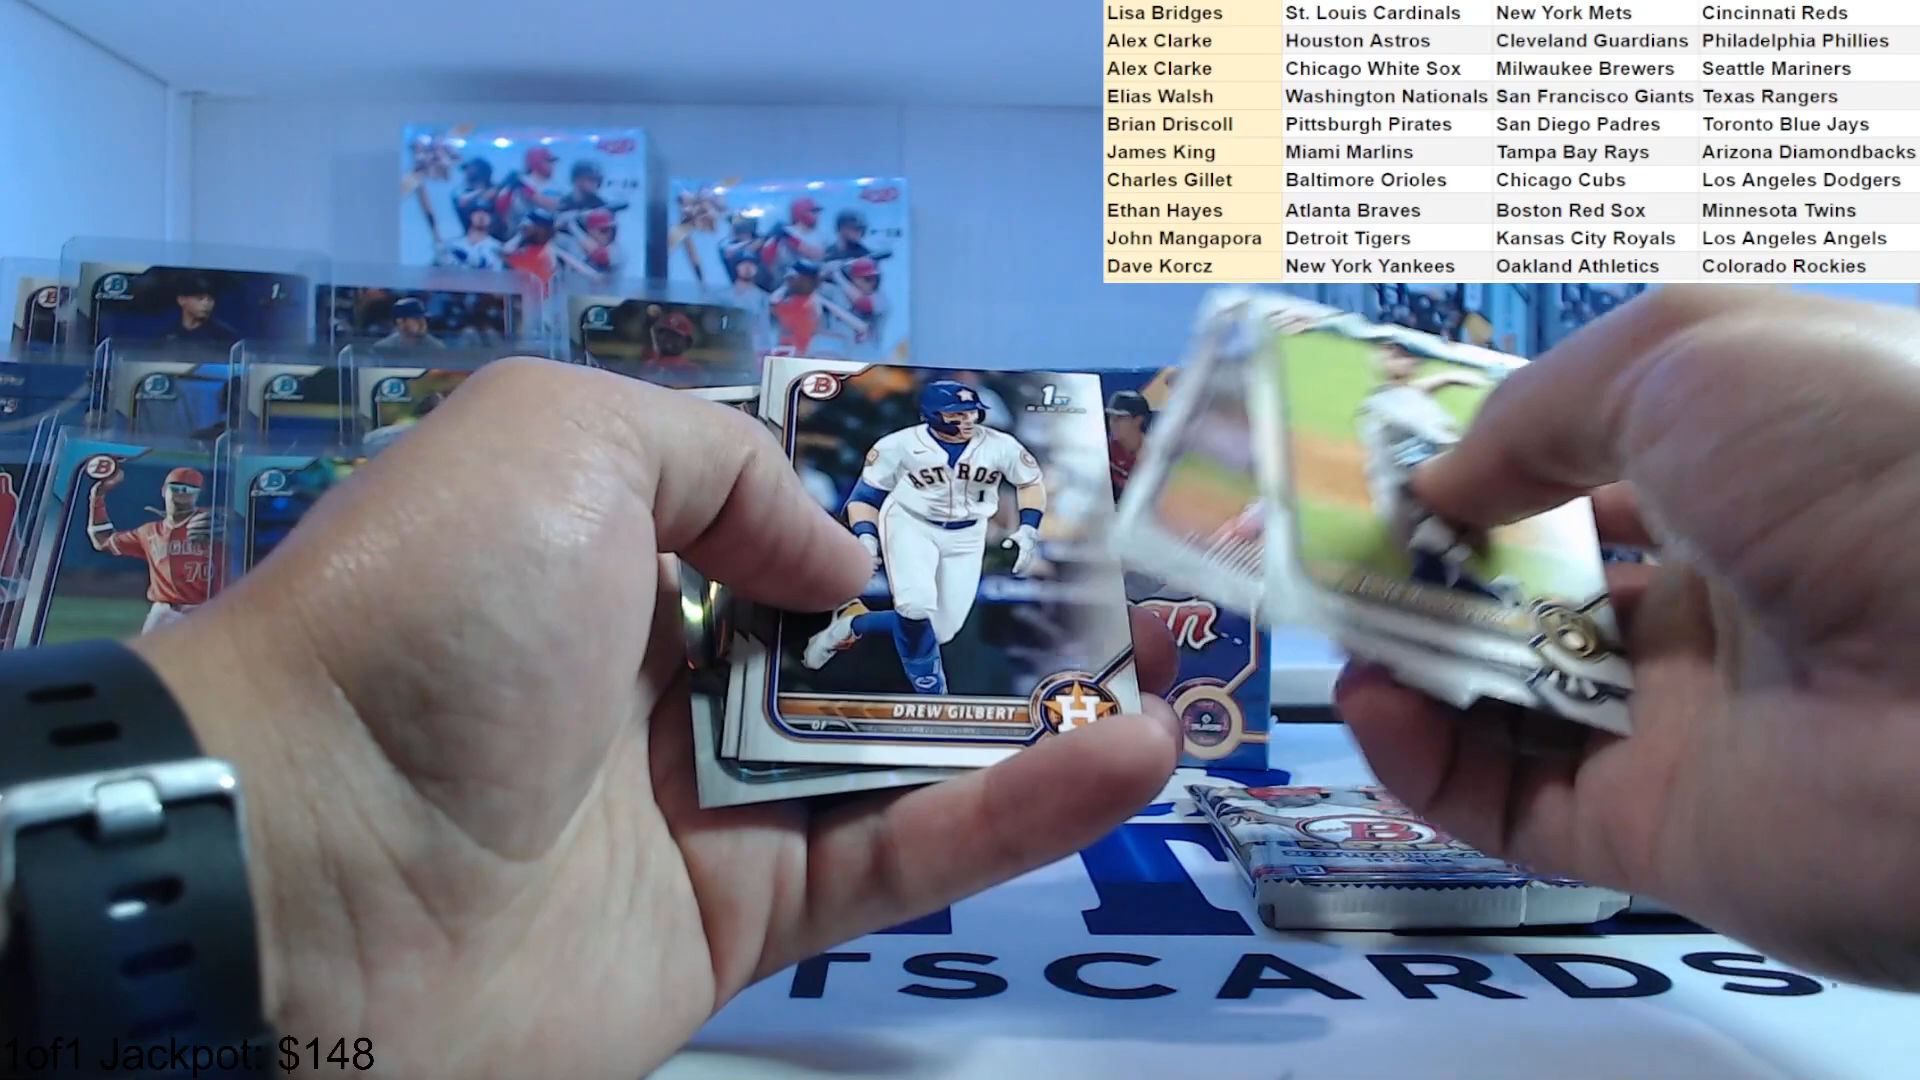 Lisa Bridges St. Louis Cardinals New York Mets Cincinnati Reds
Alex Clarke Houston Astros Cleveland Guardians Philadelphia Phillies
Alex Clarke Chicago White Sox Milwaukee Brewers Seattle Mariners
Elias Walsh Washington Nationals San Francisco Giants Texas Rangers
Brian Driscoll Pittsburgh Pirates San Diego Padres Toronto Blue Jays
James King Miami Marlins Tampa Bay Rays Arizona Diamondbacks
Charles Gillet Baltimore Orioles Chicago Cubs Los Angeles Dodgers
Ethan Hayes Atlanta Braves Boston Red Sox Minnesota Twins
John Mangapora Detroit Tigers Kansas City Royals Los Angeles Angels
Dave Korcz New York Yankees Oakland Athletics Colorado Rockies
B
1ST
BOWMAN
ASTROS
1
DREW GILBERT
OF
H
ANGELS
70
B
TSCARDS
1of1 Jackpot: $148